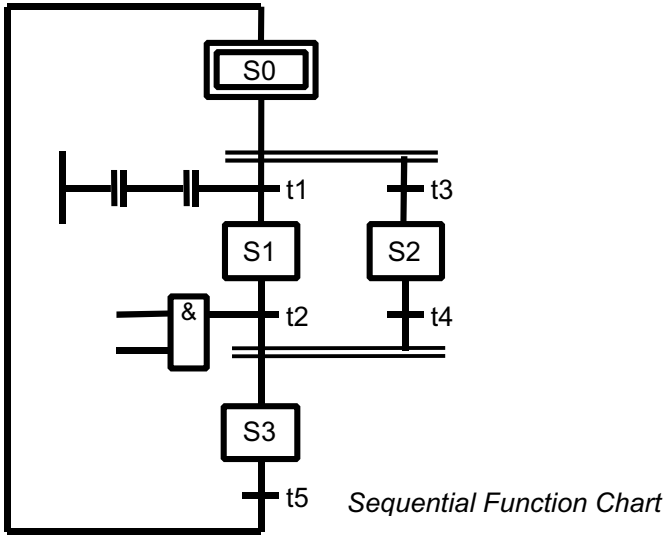 S0
t1
t3
S1
S2
&
t2
t4
S3
t5
Sequential Function Chart